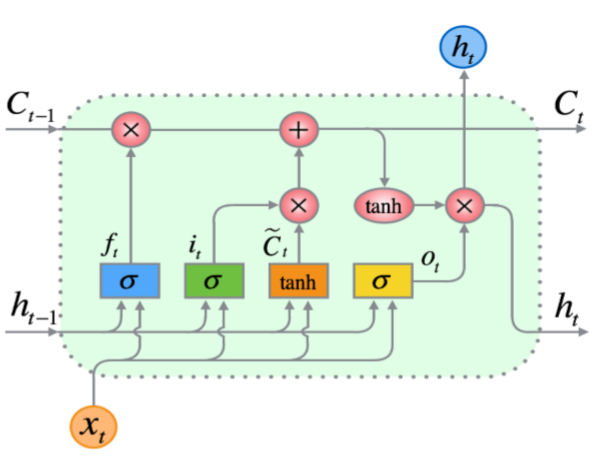 h_t
C_{t-1}
×
+
C_t
×
tanh
×
f_t
i_t
C̃_t
o_t
σ
σ
tanh
σ
h_{t-1}
h_t
x_t